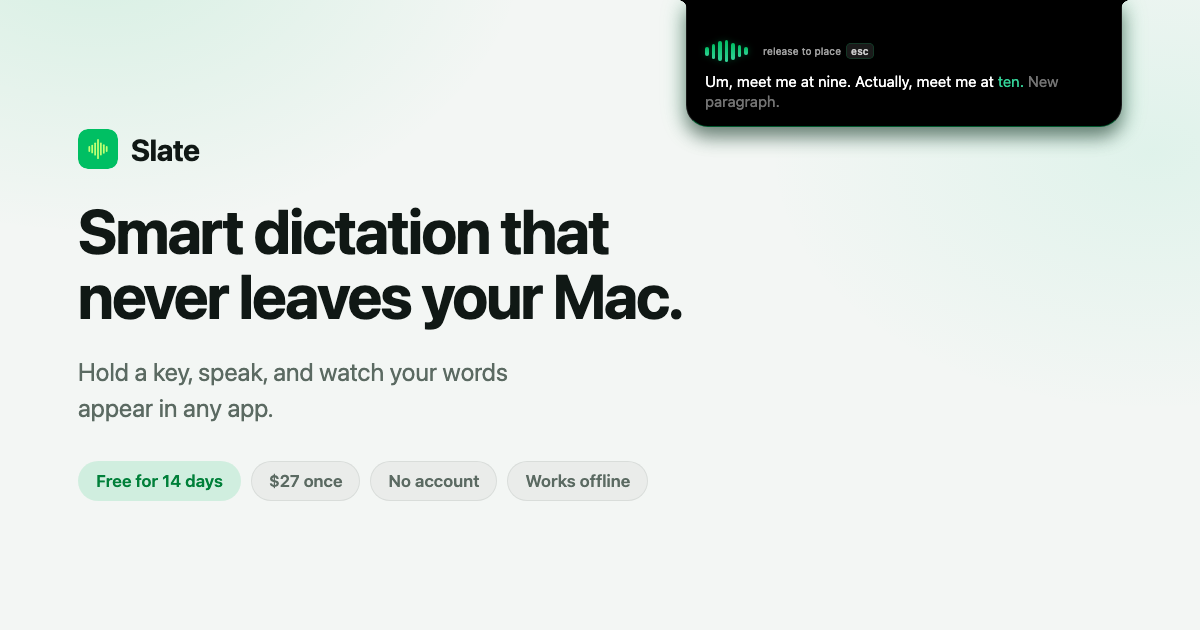 release to place esc
Um, meet me at nine. Actually, meet me at ten. New
paragraph.
Slate
Smart dictation that
never leaves your Mac.
Hold a key, speak, and watch your words
appear in any app.
Free for 14 days
$27 once
No account
Works offline